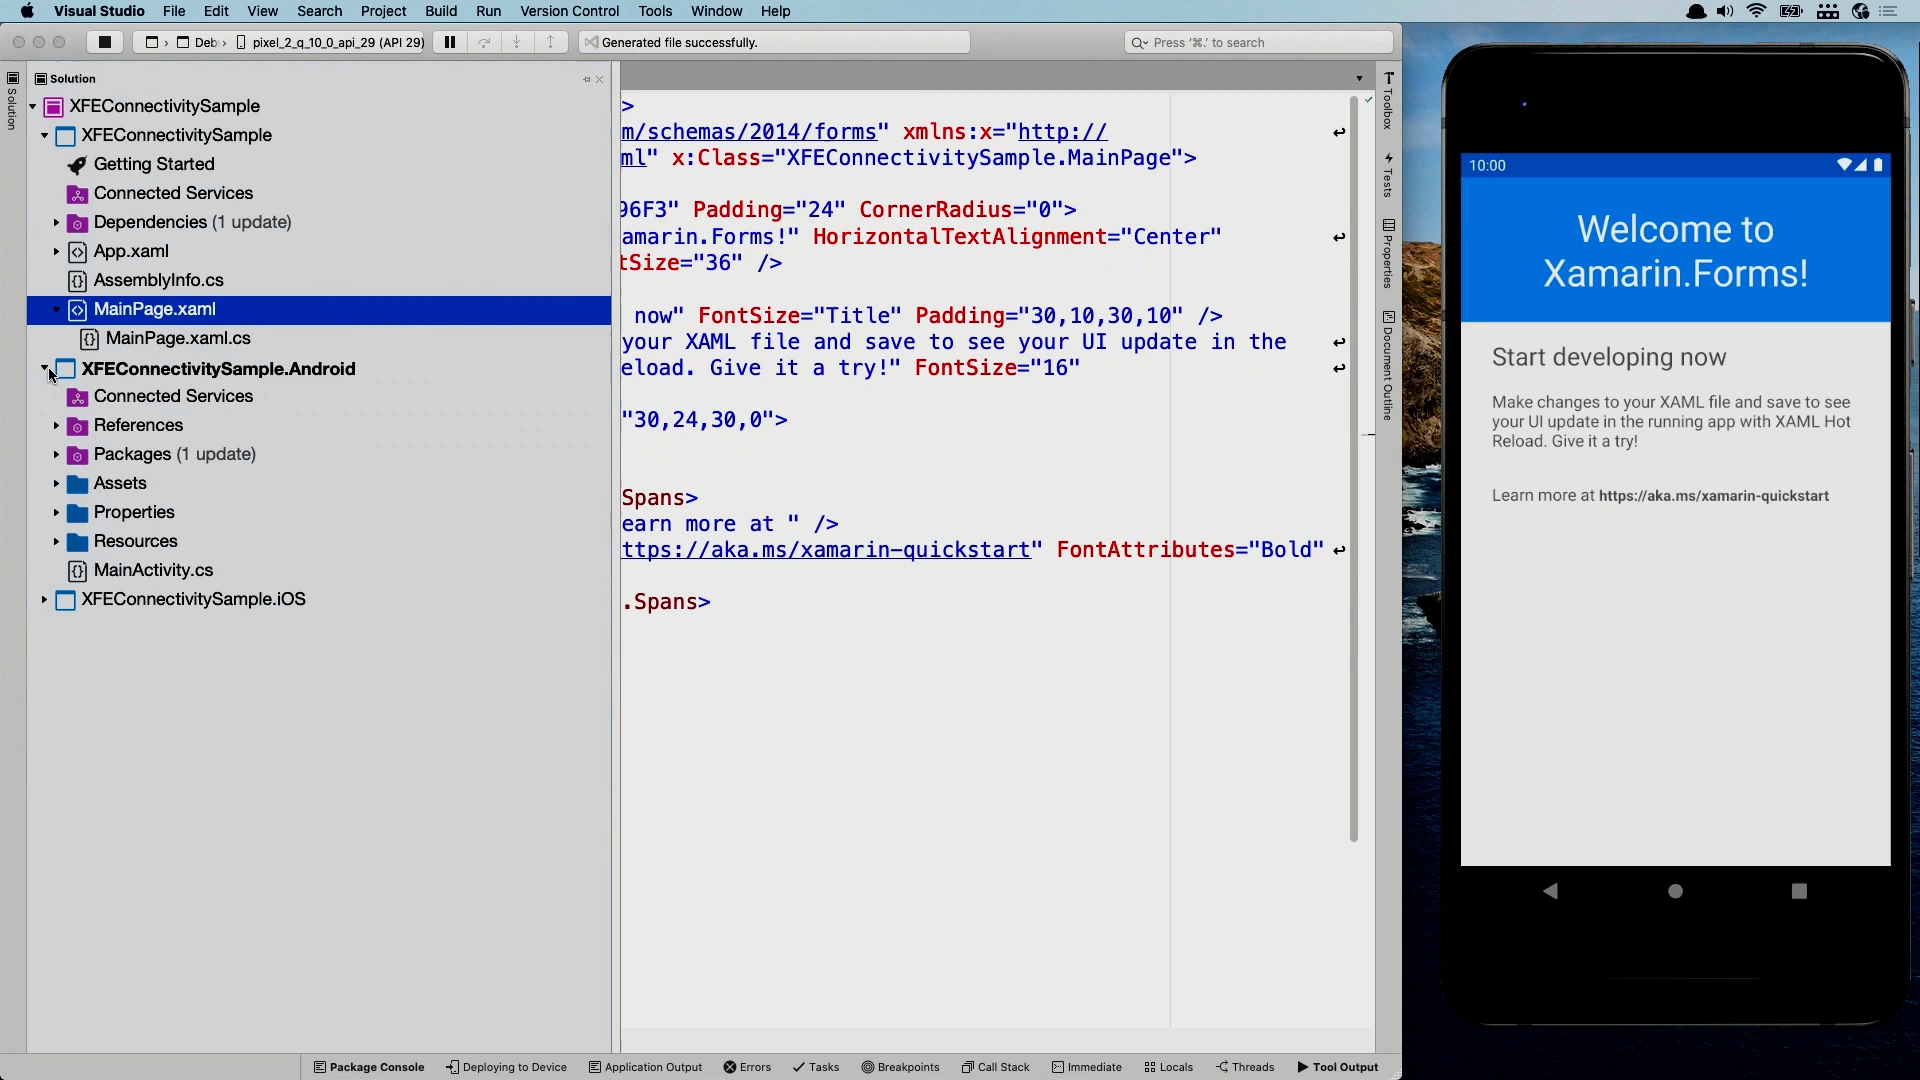 Visual Studio File Edit View Search Project Build Run Version Control Tools Window Help
Deb pixel_2_q_10_0_api_29 (API 29) Generated file successfully. Press '⌘.' to search
Solution
Solution
XFEConnectivitySample
XFEConnectivitySample
Getting Started
Connected Services
Dependencies (1 update)
App.xaml
AssemblyInfo.cs
MainPage.xaml
MainPage.xaml.cs
XFEConnectivitySample.Android
Connected Services
References
Packages (1 update)
Assets
Properties
Resources
MainActivity.cs
XFEConnectivitySample.iOS
>
m/schemas/2014/forms" xmlns:x="http://
ml" x:Class="XFEConnectivitySample.MainPage">
96F3" Padding="24" CornerRadius="0">
amarin.Forms!" HorizontalTextAlignment="Center"
tSize="36" />
now" FontSize="Title" Padding="30,10,30,10" />
your XAML file and save to see your UI update in the
eload. Give it a try!" FontSize="16"
"30,24,30,0">
Spans>
earn more at " />
ttps://aka.ms/xamarin-quickstart" FontAttributes="Bold"
.Spans>
Toolbox
Tests
Properties
Document Outline
10:00
Welcome to
Xamarin.Forms!
Start developing now
Make changes to your XAML file and save to see
your UI update in the running app with XAML Hot
Reload. Give it a try!
Learn more at https://aka.ms/xamarin-quickstart
Package Console Deploying to Device Application Output Errors Tasks Breakpoints Call Stack Immediate Locals Threads Tool Output